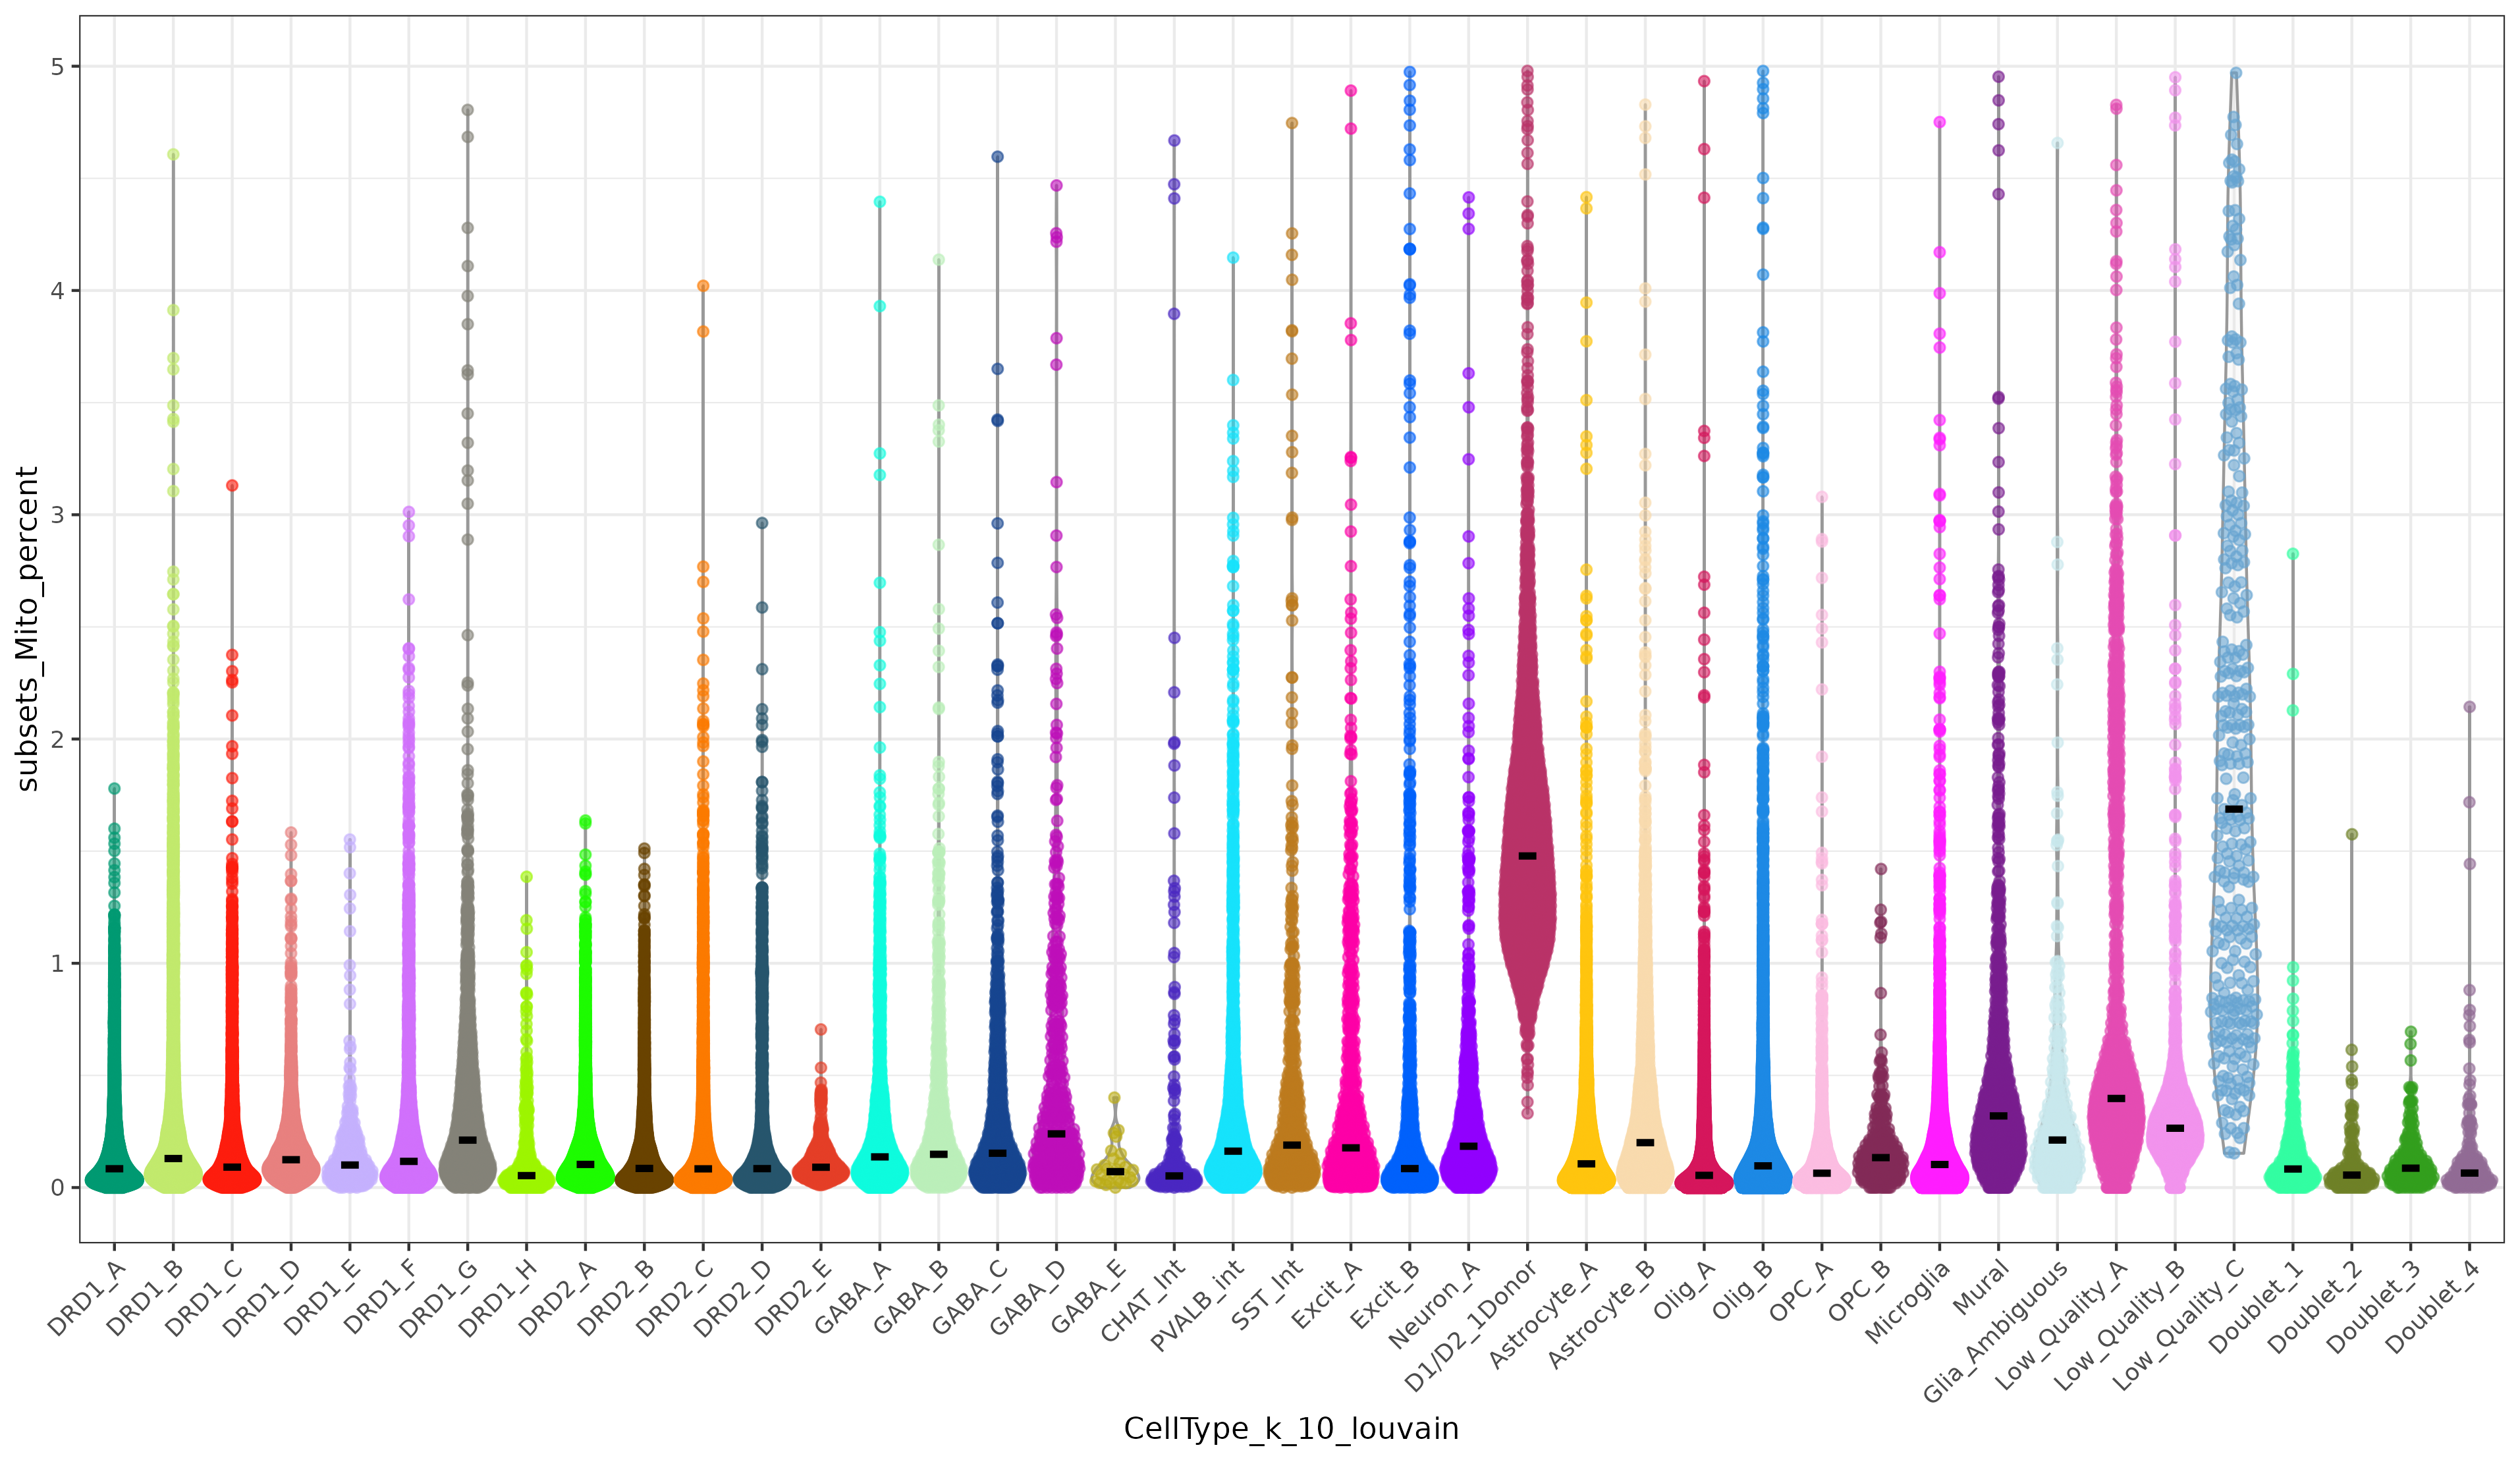 subsets_Mito_percent
5
4
3
2
1
0
DRD1_A
DRD1_B
DRD1_C
DRD1_D
DRD1_E
DRD1_F
DRD1_G
DRD1_H
DRD2_A
DRD2_B
DRD2_C
DRD2_D
DRD2_E
GABA_A
GABA_B
GABA_C
GABA_D
GABA_E
CHAT_Int
PVALB_int
SST_Int
Excit_A
Excit_B
Neuron_A
D1/D2_1Donor
Astrocyte_A
Astrocyte_B
Olig_A
Olig_B
OPC_A
OPC_B
Microglia
Mural
Glia_Ambiguous
Low_Quality_A
Low_Quality_B
Low_Quality_C
Doublet_1
Doublet_2
Doublet_3
Doublet_4
CellType_k_10_louvain